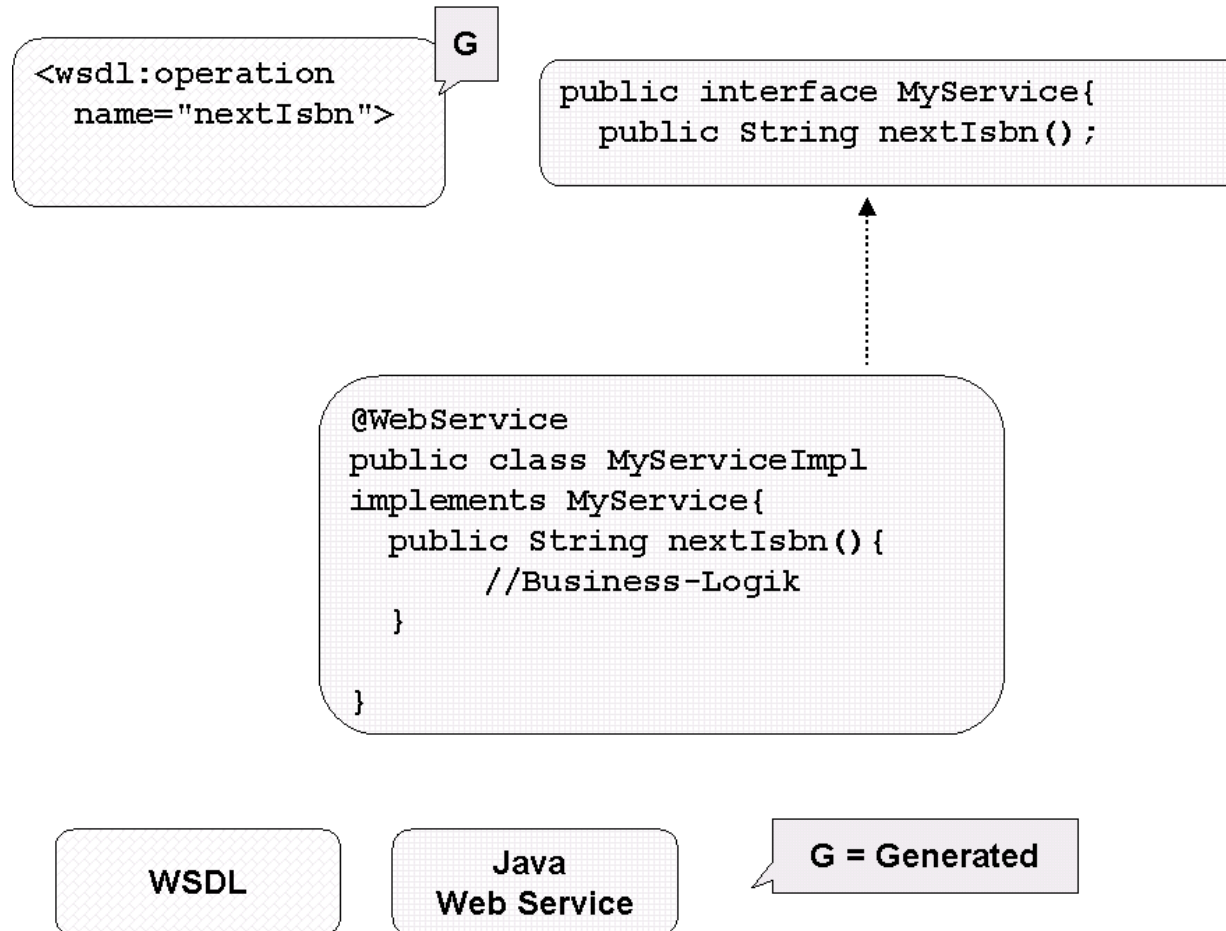 <wsdl:operation
name="nextIsbn">
G
public interface MyService{
public String nextIsbn();
@WebService
public class MyServiceImpl
implements MyService{
public String nextIsbn(){
//Business-Logik
}
}
WSDL
Java
Web Service
G = Generated